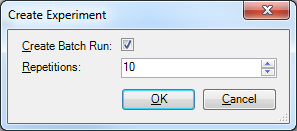 Create Experiment
Create Batch Run:
Repetitions: 10
OK Cancel